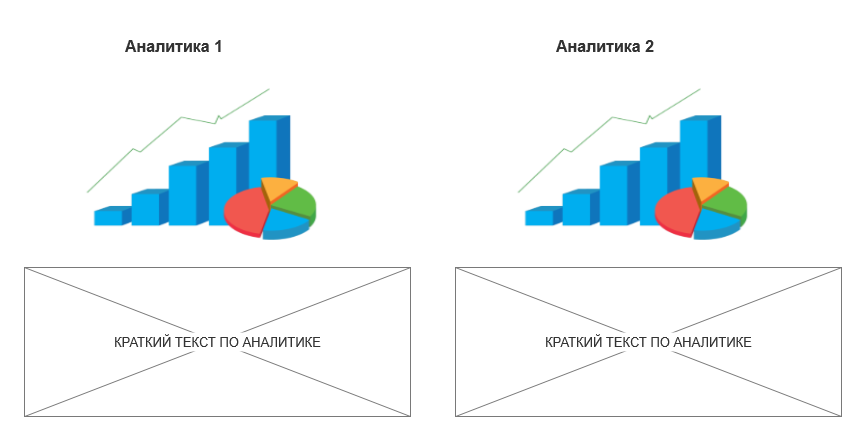 Аналитика 1
Аналитика 2
КРАТКИЙ ТЕКСТ ПО АНАЛИТИКЕ
КРАТКИЙ ТЕКСТ ПО АНАЛИТИКЕ